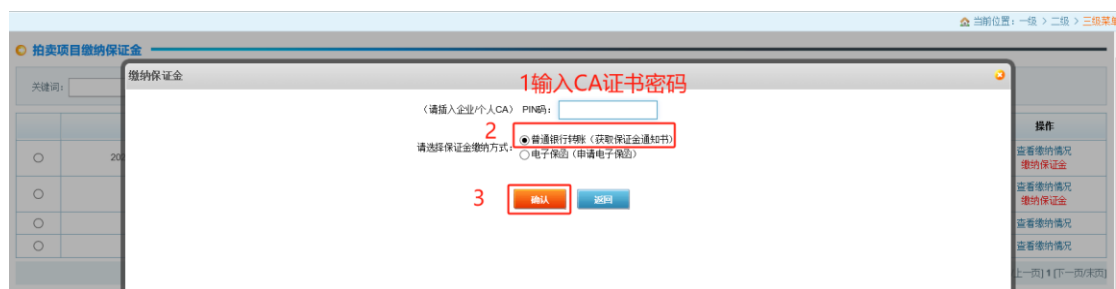 当前位置：一级 > 二级 > 三级菜单
拍卖项目缴纳保证金
关键词：
缴纳保证金
1输入CA证书密码
（请插入企业/个人CA） PIN码：
2
请选择保证金缴纳方式：
普通银行转账（获取保证金通知书）
电子保函（申请电子保函）
3
确认
返回
操作
202
查看缴纳情况
缴纳保证金
查看缴纳情况
缴纳保证金
查看缴纳情况
查看缴纳情况
上一页] 1 [下一页/末页]